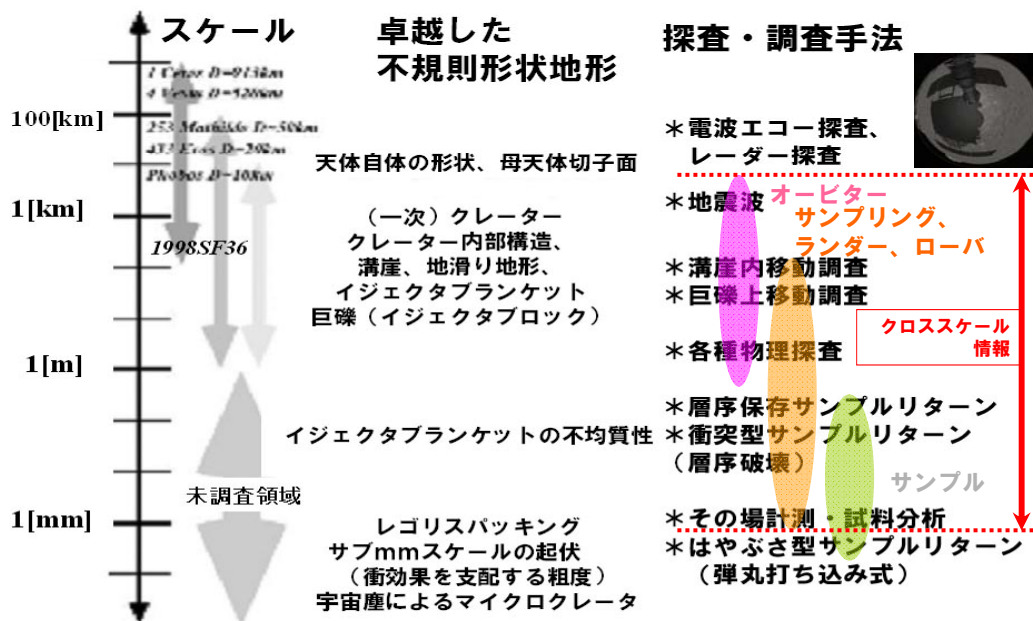 スケール
100[km]
1[km]
1[m]
1[mm]
1 Ceres D=913km
4 Vesta D=520km
253 Mathilde D=50km
433 Eros D=20km
Phobos D=10km
1998SF36
未調査領域
卓越した
不規則形状地形
天体自体の形状、母天体切子面
（一次）クレーター
クレーター内部構造、
溝崖、地滑り地形、
イジェクタブランケット
巨礫（イジェクタブロック）
イジェクタブランケットの不均質性
レゴリスパッキング
サブmmスケールの起伏
（衝効果を支配する粗度）
宇宙塵によるマイクロクレータ
探査・調査手法
＊電波エコー探査、
レーダー探査
＊地震波
＊溝崖内移動調査
＊巨礫上移動調査
＊各種物理探査
＊層序保存サンプルリターン
＊衝突型サンプルリターン
（層序破壊）
＊その場計測・試料分析
＊はやぶさ型サンプルリターン
（弾丸打ち込み式）
オービター
サンプリング、
ランダー、ローバ
サンプル
クロススケール
情報